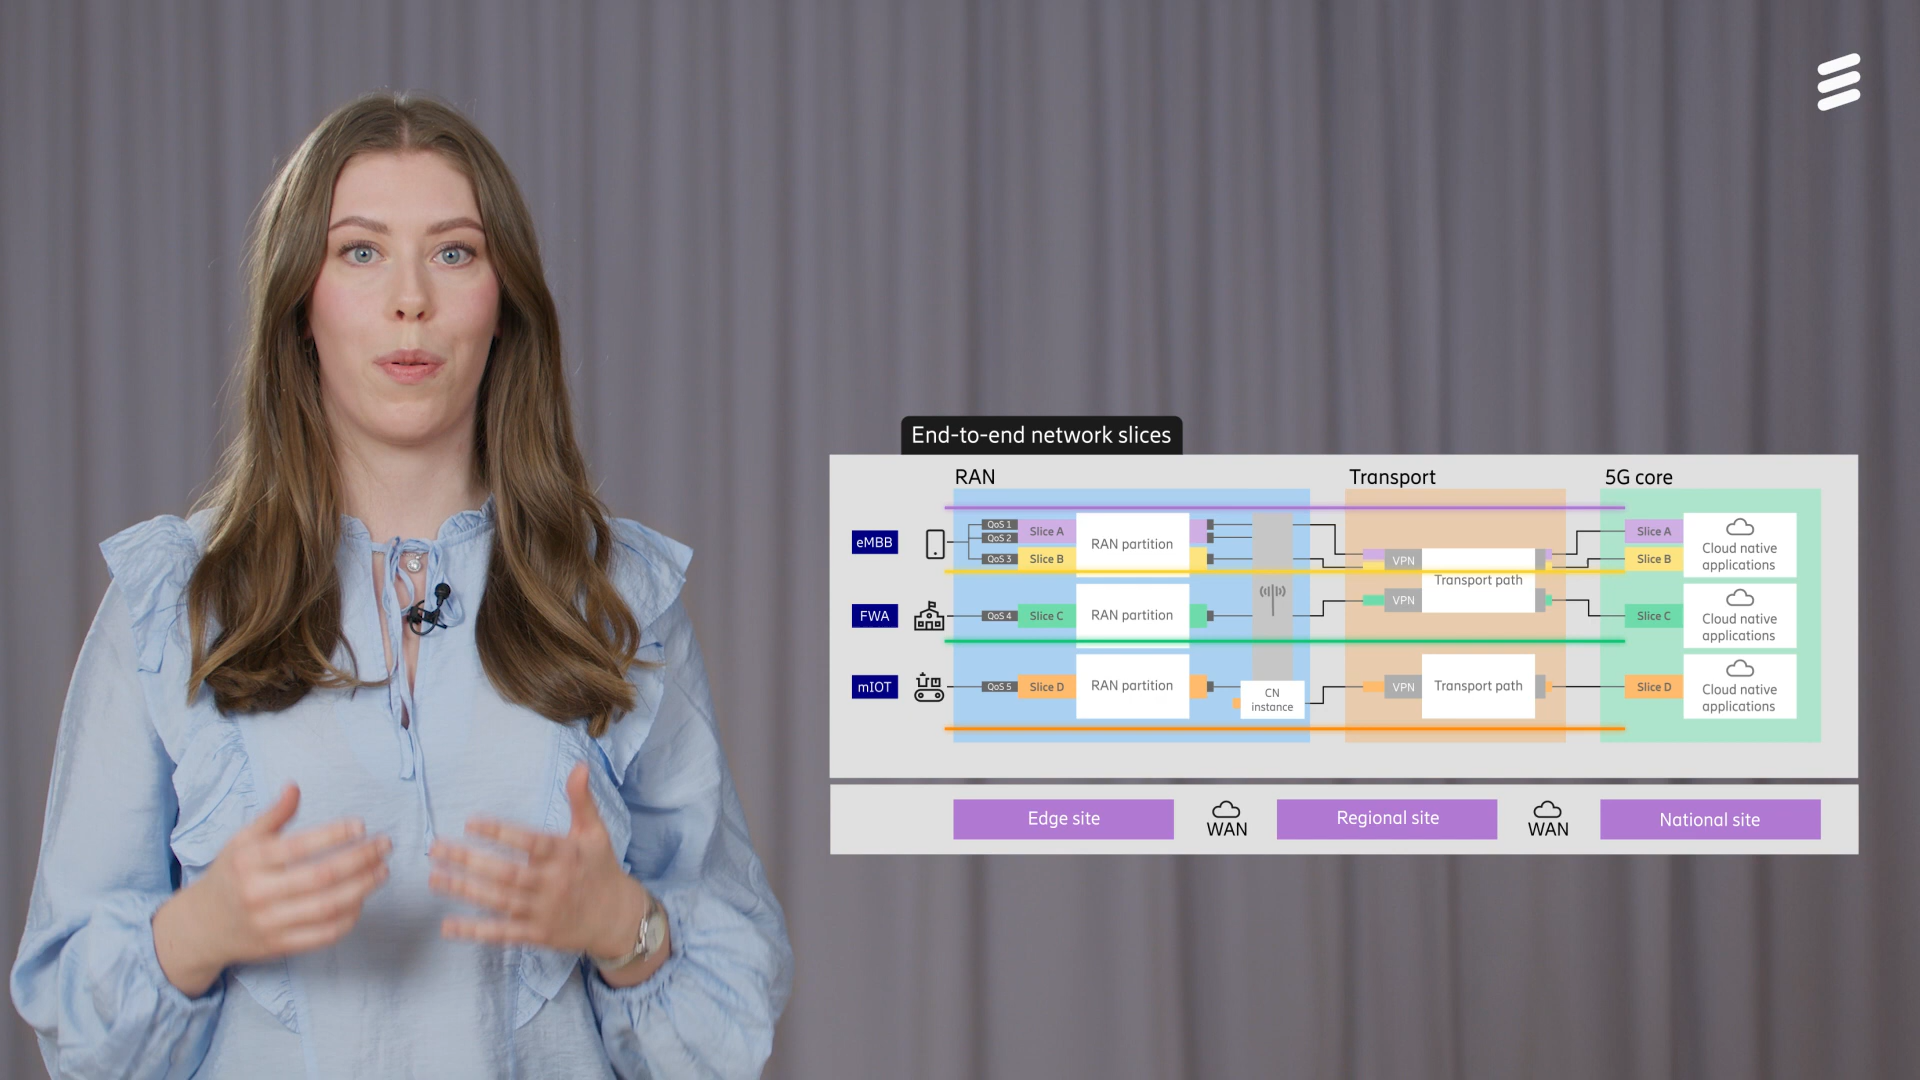 End-to-end network slices
RAN
Transport
5G core
eMBB
QoS 1
QoS 2
QoS 3
Slice A
Slice B
RAN partition
VPN
Transport path
Slice A
Slice B
Cloud native
applications
FWA
QoS 4
Slice C
RAN partition
VPN
Slice C
Cloud native
applications
mIOT
QoS 5
Slice D
RAN partition
CN
instance
VPN
Transport path
Slice D
Cloud native
applications
Edge site
WAN
Regional site
WAN
National site